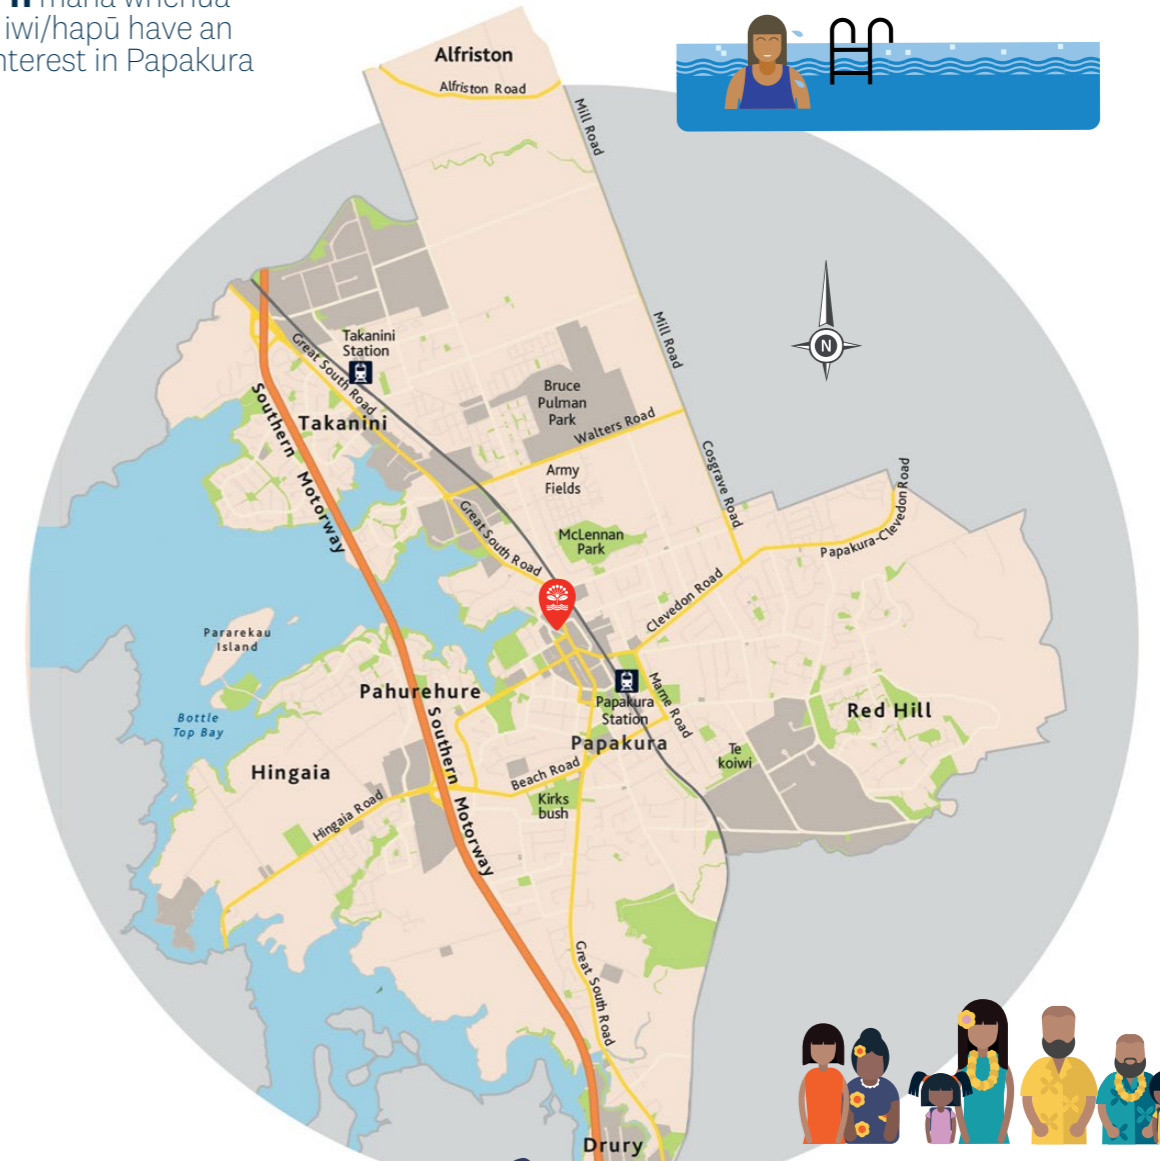 11 mana whenua
iwi/hapū have an
interest in Papakura
Alfriston
Alfriston Road
Mill Road
Takanini
Station
Great South Road
Mill Road
Bruce
Pulman
Park
Southern Motorway
Takanini
Walters Road
Army
Fields
Cosgrave Road
Papakura-Clevedon Road
Great South Road
McLennan
Park
Clevedon Road
Pararekau
Island
Pahurehure
Bottle
Top Bay
Southern Motorway
Papakura
Station
Marne Road
Red Hill
Papakura
Te
koiwi
Hingaia
Beach Road
Hingaia Road
Kirks
bush
Great South Road
Drury
N